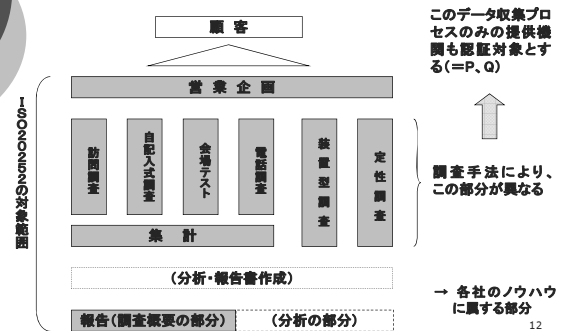 顧 客
このデータ収集プロ
セスのみの提供機
関も認証対象とす
る(=P、Q)
営 業 企 画
ISO20252の対象範囲
訪問調査
自記入式調査
会場テスト
電話調査
装置型調査
定性調査
調査手法により、
この部分が異なる
集 計
(分析・報告書作成)
報告(調査概要の部分)
(分析の部分)
→ 各社のノウハウ
に属する部分
12